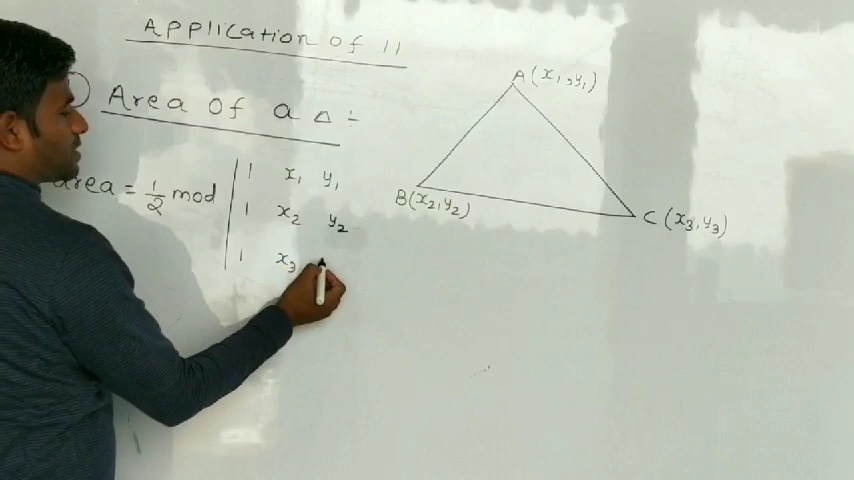 Application of ||
Area of a △ ÷
area = 1/2 mod | 1 x₁ y₁
1 x₂ y₂
1 x₃
A (x₁, y₁)
B (x₂, y₂)
C (x₃, y₃)